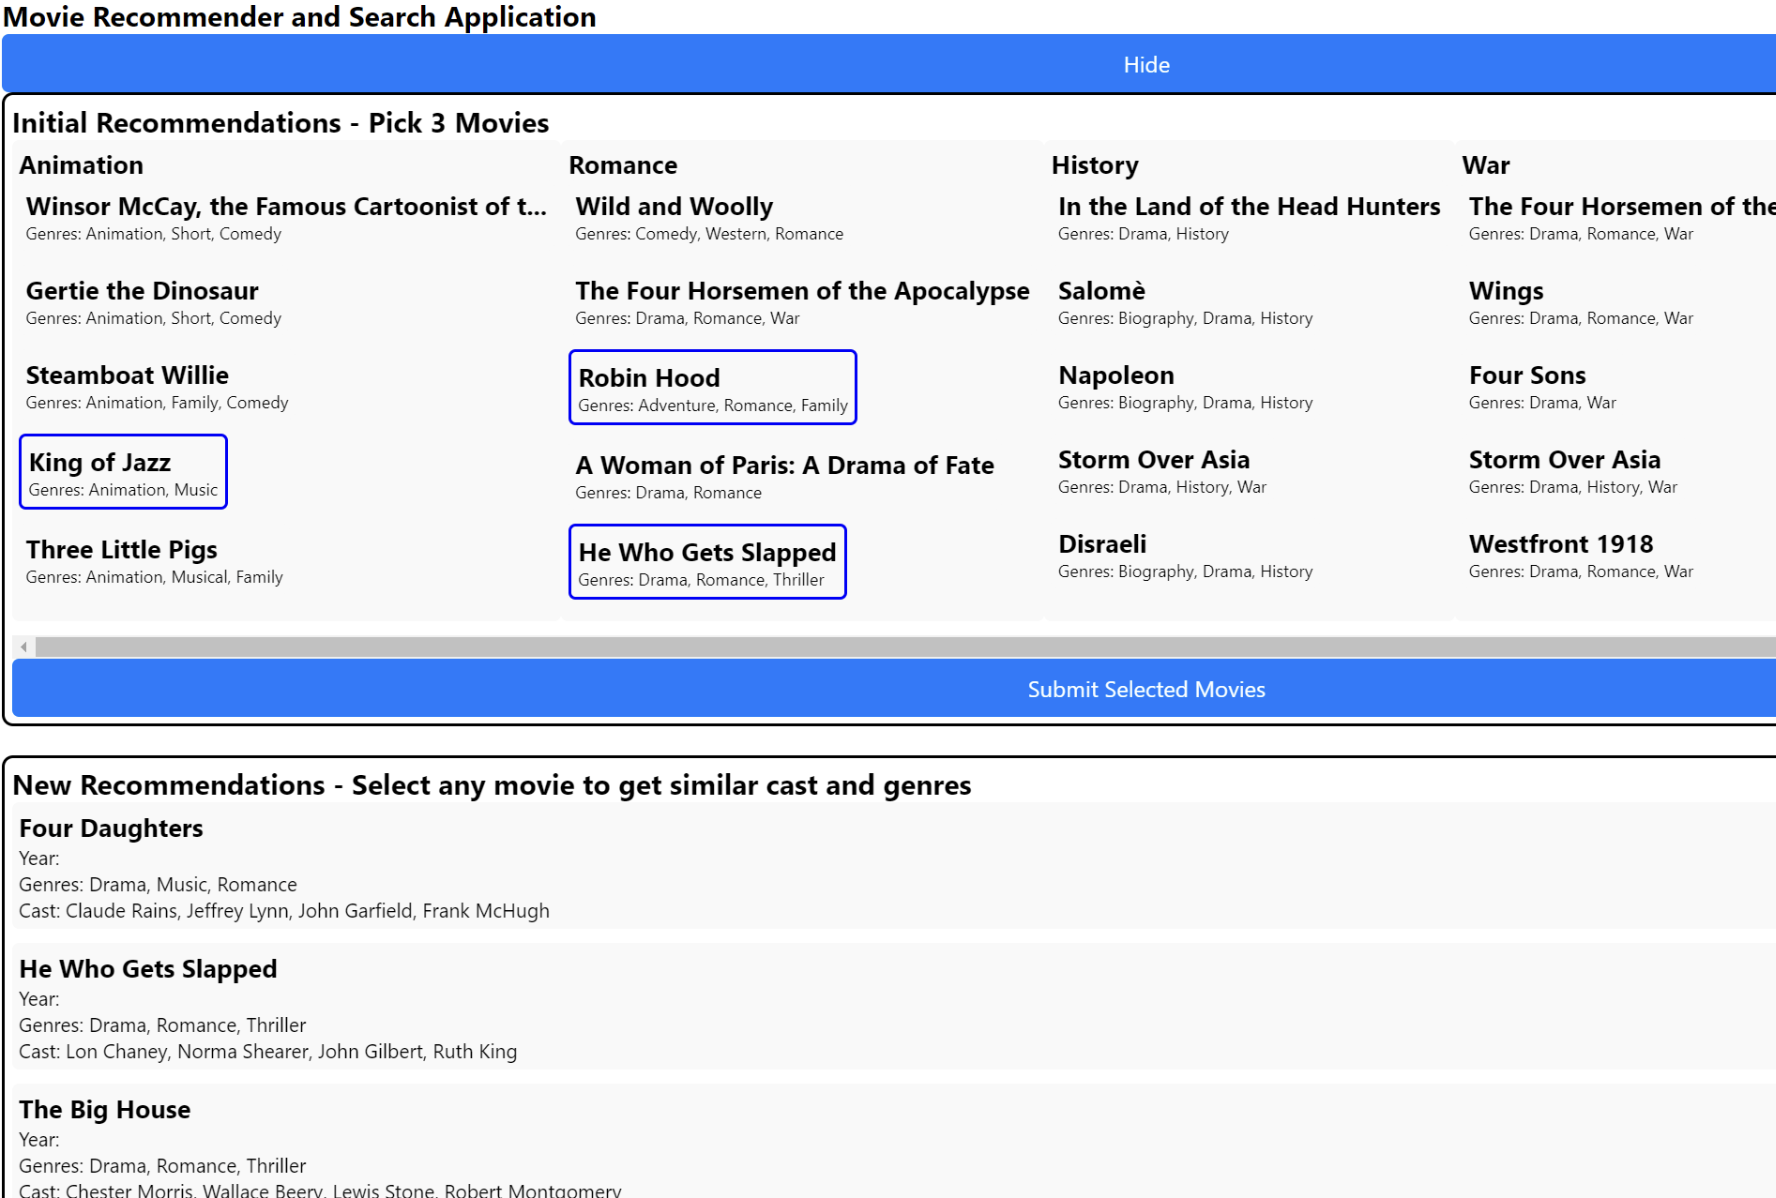 Movie Recommender and Search Application
Hide
Initial Recommendations - Pick 3 Movies
Animation
Winsor McCay, the Famous Cartoonist of t...
Genres: Animation, Short, Comedy
Gertie the Dinosaur
Genres: Animation, Short, Comedy
Steamboat Willie
Genres: Animation, Family, Comedy
King of Jazz
Genres: Animation, Music
Three Little Pigs
Genres: Animation, Musical, Family
Romance
Wild and Woolly
Genres: Comedy, Western, Romance
The Four Horsemen of the Apocalypse
Genres: Drama, Romance, War
Robin Hood
Genres: Adventure, Romance, Family
A Woman of Paris: A Drama of Fate
Genres: Drama, Romance
He Who Gets Slapped
Genres: Drama, Romance, Thriller
History
In the Land of the Head Hunters
Genres: Drama, History
Salomè
Genres: Biography, Drama, History
Napoleon
Genres: Biography, Drama, History
Storm Over Asia
Genres: Drama, History, War
Disraeli
Genres: Biography, Drama, History
War
The Four Horsemen of the
Genres: Drama, Romance, War
Wings
Genres: Drama, Romance, War
Four Sons
Genres: Drama, War
Storm Over Asia
Genres: Drama, History, War
Westfront 1918
Genres: Drama, Romance, War
Submit Selected Movies
New Recommendations - Select any movie to get similar cast and genres
Four Daughters
Year:
Genres: Drama, Music, Romance
Cast: Claude Rains, Jeffrey Lynn, John Garfield, Frank McHugh
He Who Gets Slapped
Year:
Genres: Drama, Romance, Thriller
Cast: Lon Chaney, Norma Shearer, John Gilbert, Ruth King
The Big House
Year:
Genres: Drama, Romance, Thriller
Cast: Chester Morris, Wallace Beery, Lewis Stone, Robert Montgomery